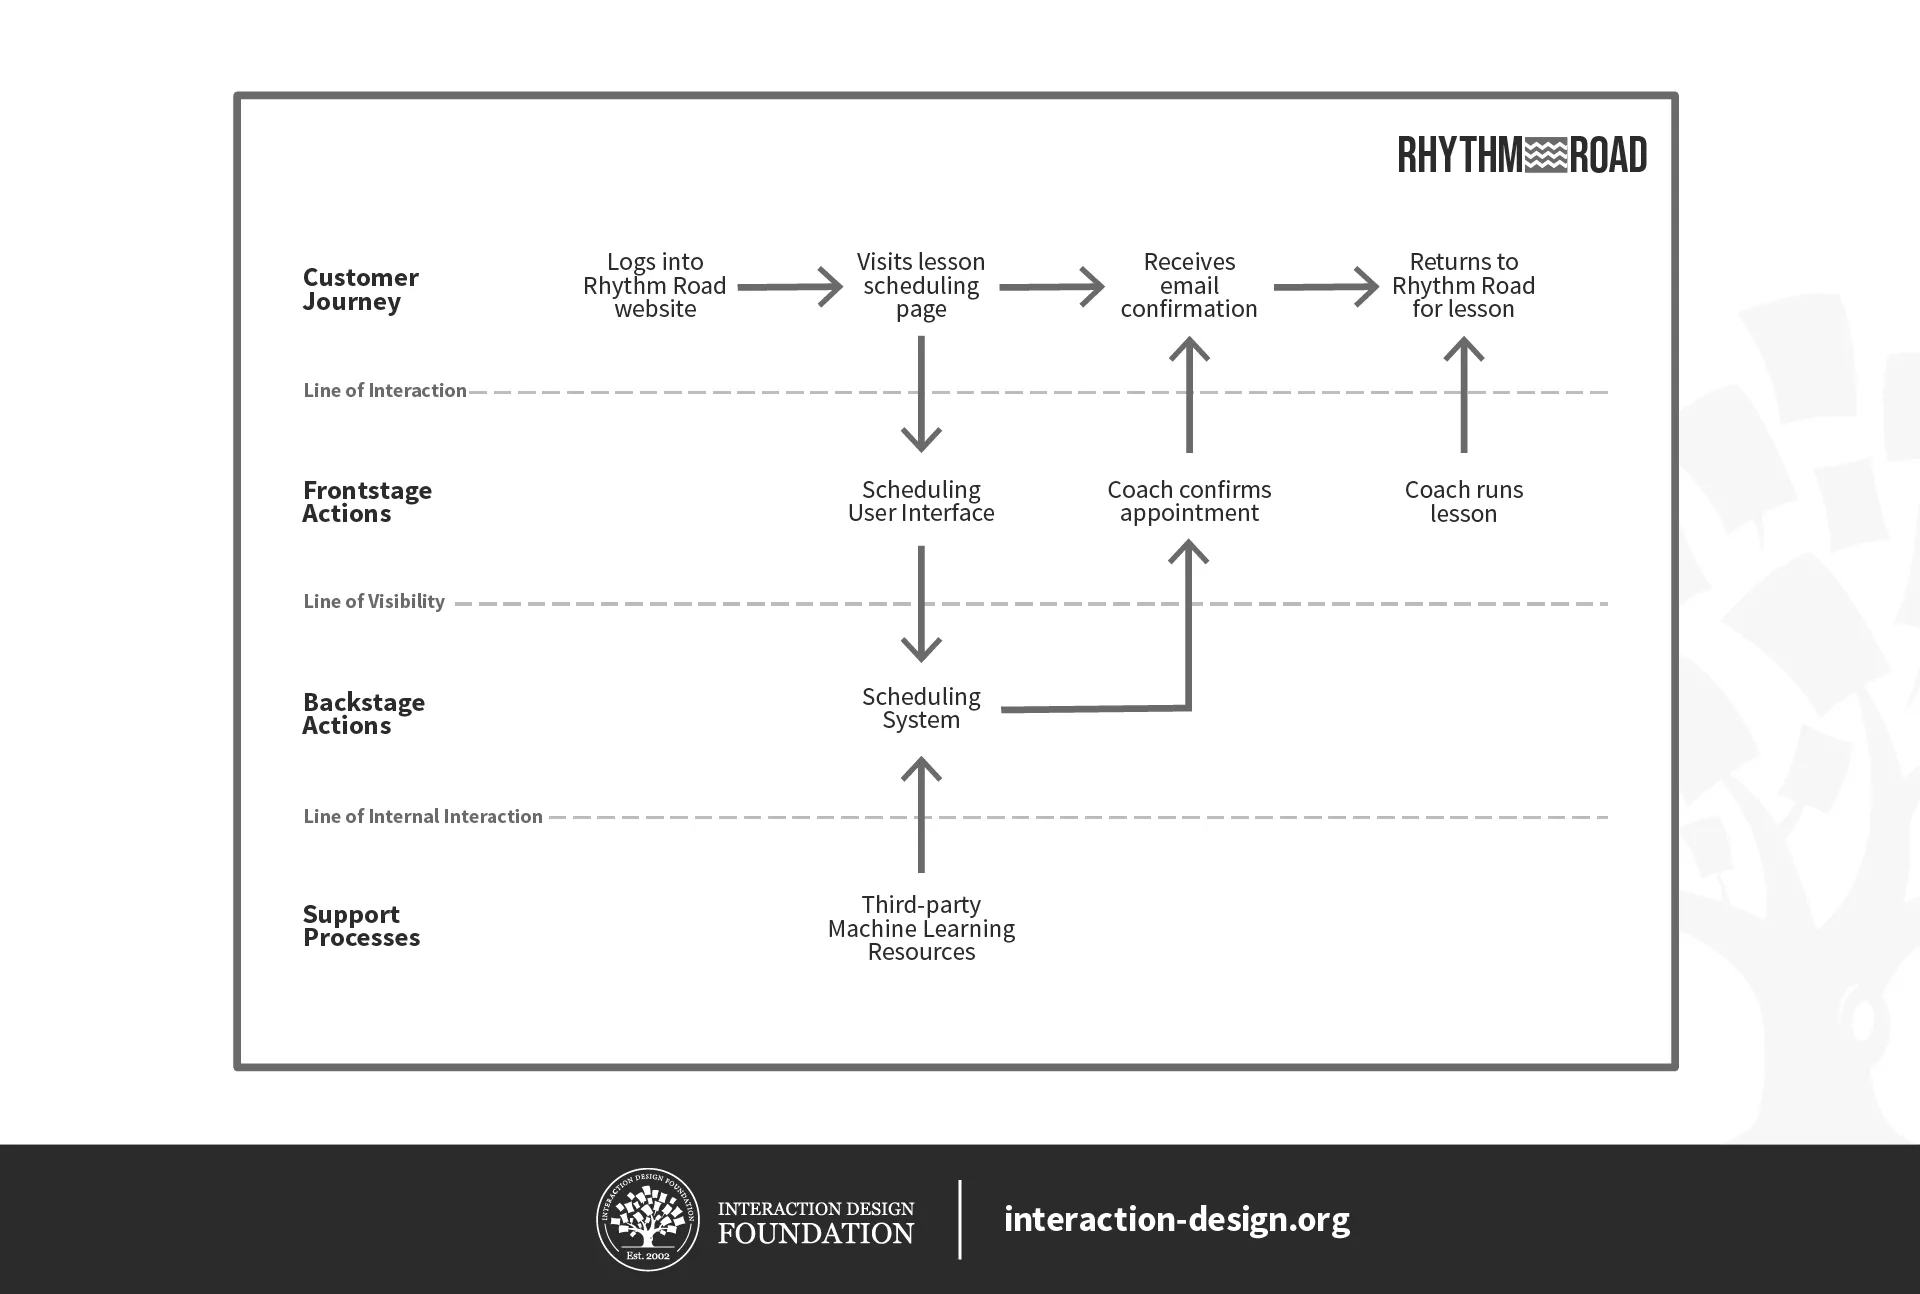 RHYTHM ROAD
Customer
Journey
Logs into
Rhythm Road
website
Visits lesson
scheduling
page
Receives
email
confirmation
Returns to
Rhythm Road
for lesson
Line of Interaction
Frontstage
Actions
Scheduling
User Interface
Coach confirms
appointment
Coach runs
lesson
Line of Visibility
Backstage
Actions
Scheduling
System
Line of Internal Interaction
Support
Processes
Third-party
Machine Learning
Resources
INTERACTION DESIGN FOUNDATION
Est. 2002
INTERACTION DESIGN
FOUNDATION
interaction-design.org